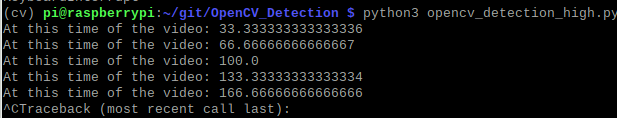 (cv) pi@raspberrypi:~/git/OpenCV_Detection $ python3 opencv_detection_high.py
At this time of the video: 33.333333333333336
At this time of the video: 66.66666666666667
At this time of the video: 100.0
At this time of the video: 133.33333333333334
At this time of the video: 166.66666666666666
^CTraceback (most recent call last):